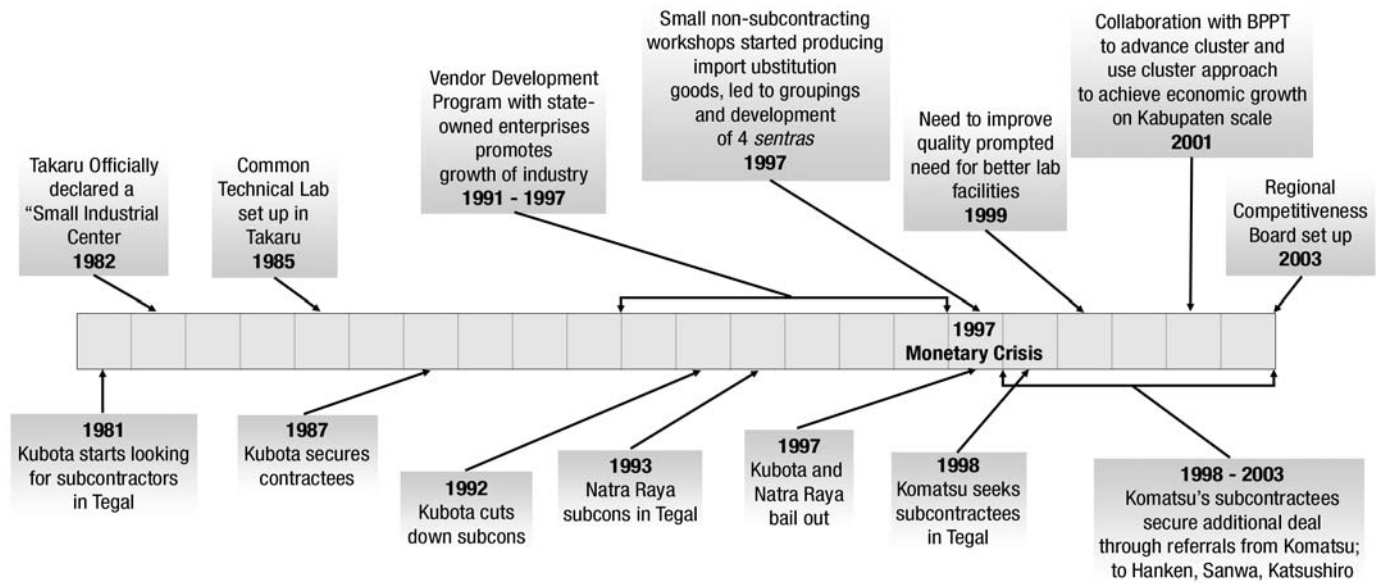 Small non-subcontracting
workshops started producing
import ubstitution
goods, led to groupings
and development
of 4 sentras
1997
Collaboration with BPPT
to advance cluster and
use cluster approach
to achieve economic growth
on Kabupaten scale
2001
Vendor Development
Program with state-
owned enterprises
promotes
growth of industry
1991 - 1997
Need to improve
quality prompted
need for better lab
facilities
1999
Takaru Officially
declared a
“Small Industrial
Center
1982
Common
Technical Lab
set up in
Takaru
1985
Regional
Competitiveness
Board set up
2003
1997
Monetary Crisis
1981
Kubota starts looking
for subcontractors
in Tegal
1987
Kubota secures
contractees
1992
Kubota cuts
down subcons
1993
Natra Raya
subcons in Tegal
1997
Kubota and
Natra Raya
bail out
1998
Komatsu seeks
subcontractees
in Tegal
1998 - 2003
Komatsu’s subcontractees
secure additional deal
through referrals from Komatsu;
to Hanken, Sanwa, Katsushiro